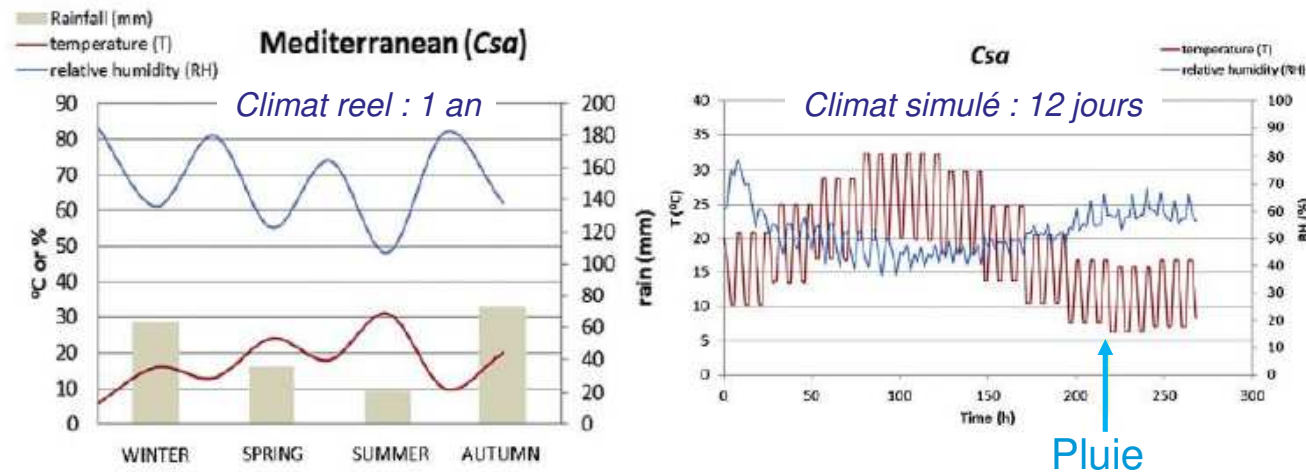 Rainfall (mm)
temperature (T)
relative humidity (RH)
Mediterranean (Csa)
Climat reel : 1 an
90
80
70
60
50
40
30
20
10
0
ºC or %
200
180
160
140
120
100
80
60
40
20
0
rain (mm)
WINTER SPRING SUMMER AUTUMN
Csa
temperature (T)
relative humidity (RH)
Climat simulé : 12 jours
40
35
30
25
20
15
10
5
0
T (ºC)
100
90
80
70
60
50
40
30
20
10
0
RH (%)
0 50 100 150 200 250 300
Time (h)
Pluie